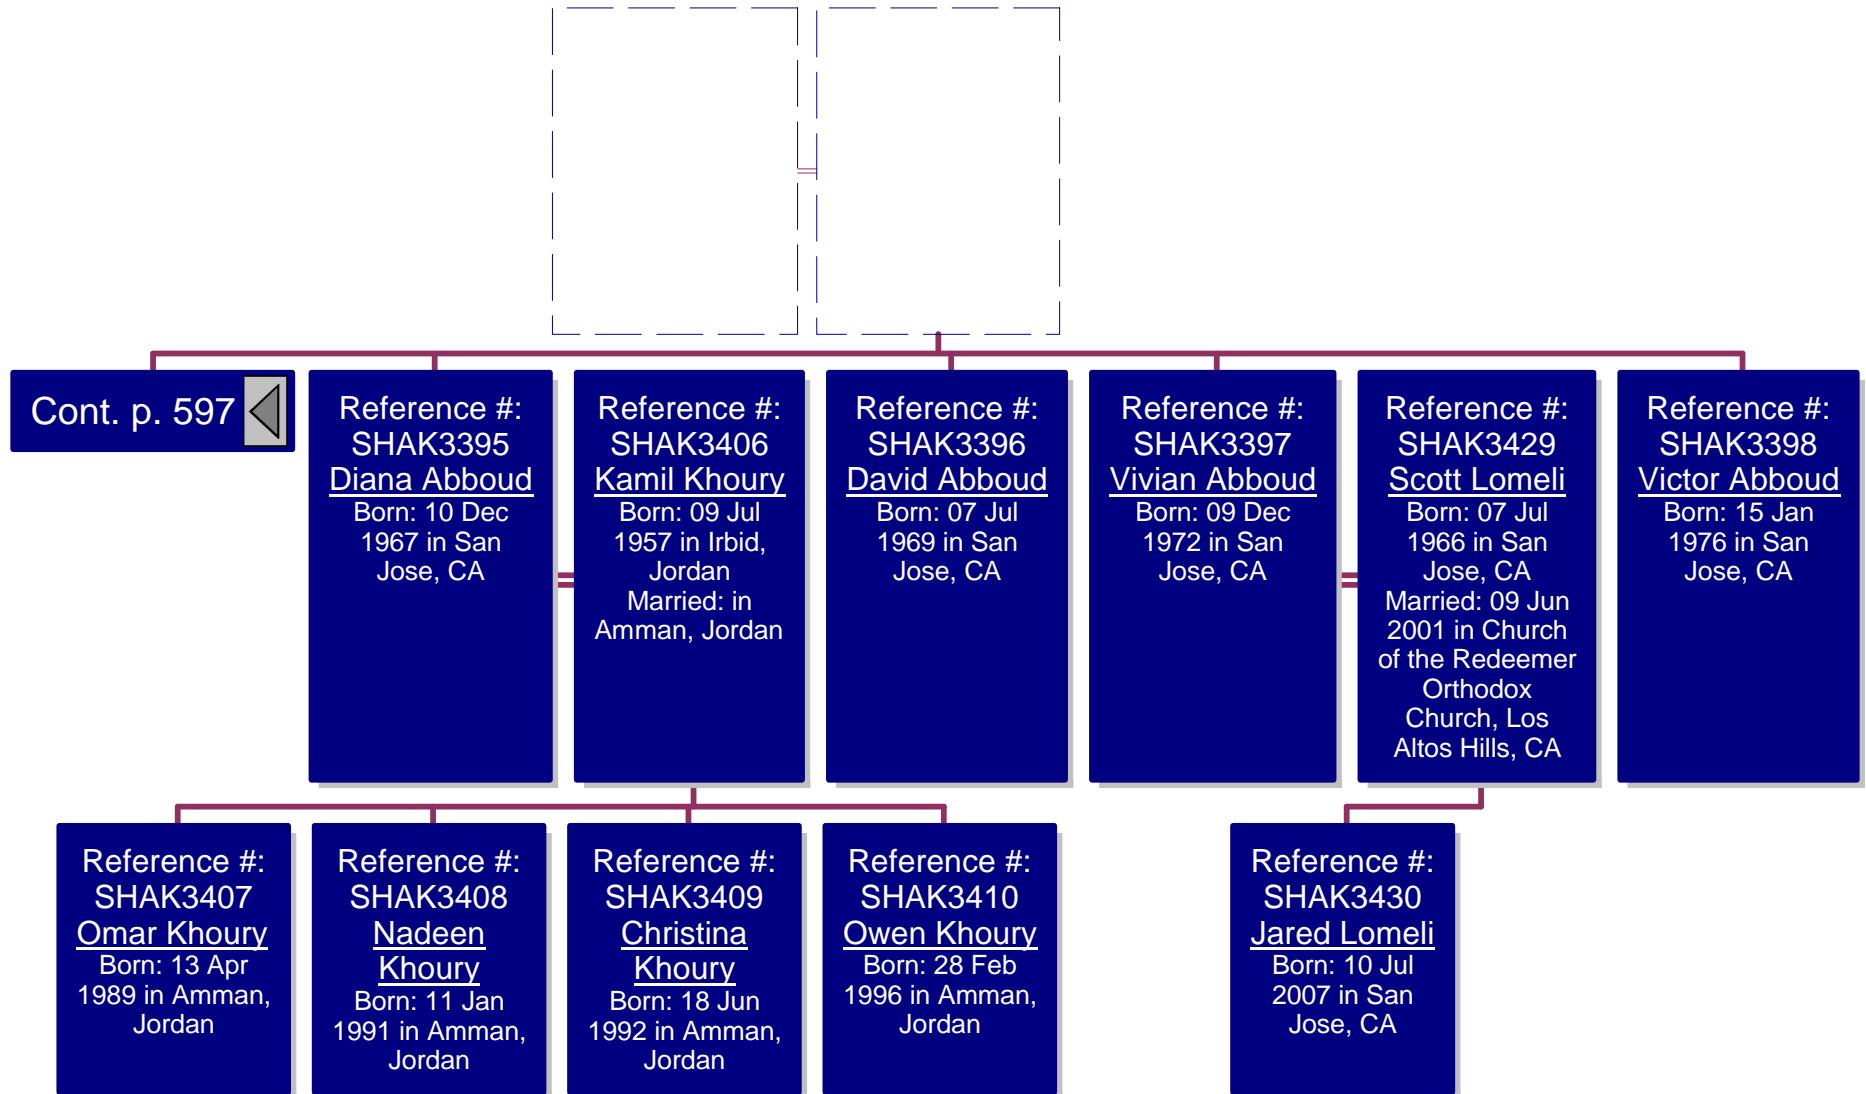 Cont. p. 597
Reference #:
SHAK3395
Diana Abboud
Born: 10 Dec
1967 in San
Jose, CA
Reference #:
SHAK3406
Kamil Khoury
Born: 09 Jul
1957 in Irbid,
Jordan
Married: in
Amman, Jordan
Reference #:
SHAK3396
David Abboud
Born: 07 Jul
1969 in San
Jose, CA
Reference #:
SHAK3397
Vivian Abboud
Born: 09 Dec
1972 in San
Jose, CA
Reference #:
SHAK3429
Scott Lomeli
Born: 07 Jul
1966 in San
Jose, CA
Married: 09 Jun
2001 in Church
of the Redeemer
Orthodox
Church, Los
Altos Hills, CA
Reference #:
SHAK3398
Victor Abboud
Born: 15 Jan
1976 in San
Jose, CA
Reference #:
SHAK3407
Omar Khoury
Born: 13 Apr
1989 in Amman,
Jordan
Reference #:
SHAK3408
Nadeen
Khoury
Born: 11 Jan
1991 in Amman,
Jordan
Reference #:
SHAK3409
Christina
Khoury
Born: 18 Jun
1992 in Amman,
Jordan
Reference #:
SHAK3410
Owen Khoury
Born: 28 Feb
1996 in Amman,
Jordan
Reference #:
SHAK3430
Jared Lomeli
Born: 10 Jul
2007 in San
Jose, CA